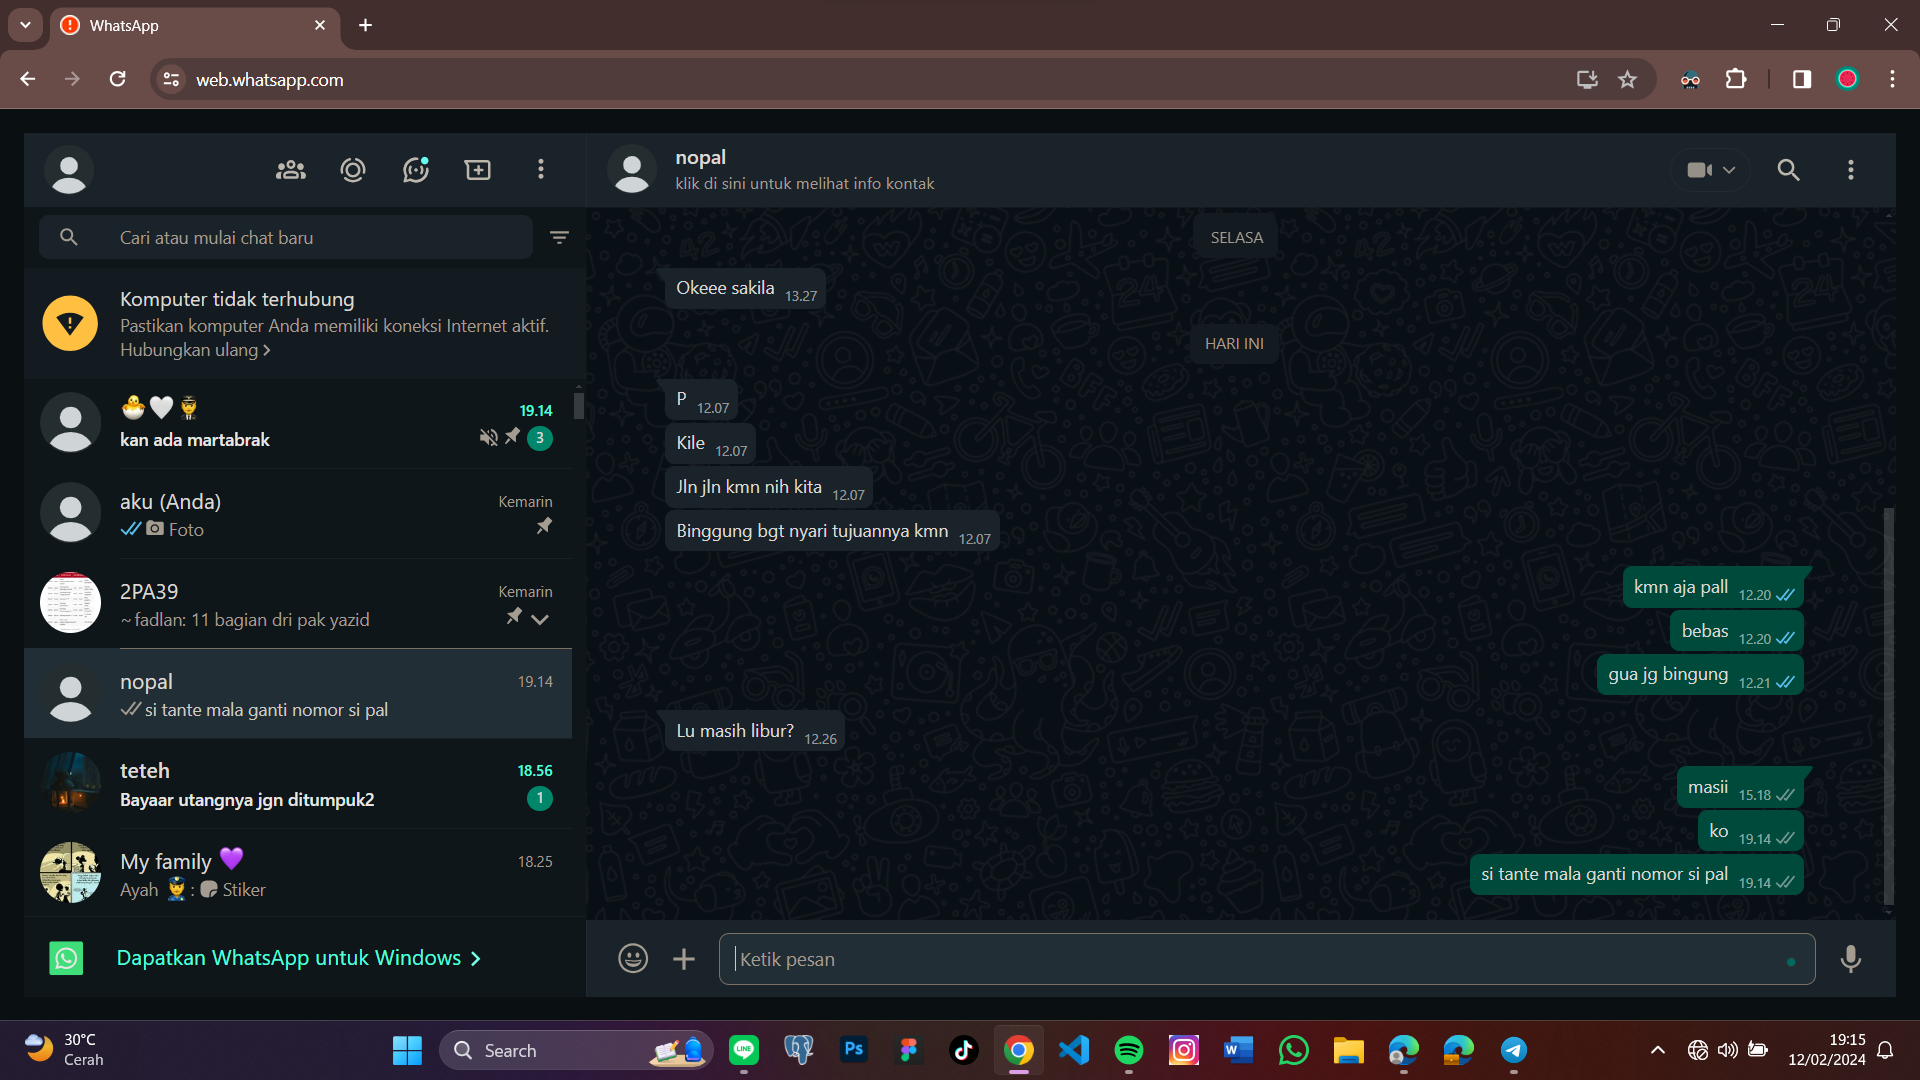 WhatsApp
web.whatsapp.com
Cari atau mulai chat baru
Komputer tidak terhubung
Pastikan komputer Anda memiliki koneksi Internet aktif.
Hubungkan ulang
19.14
kan ada martabrak
3
aku (Anda)
Kemarin
Foto
2PA39
Kemarin
~ fadlan: 11 bagian dri pak yazid
nopal
19.14
si tante mala ganti nomor si pal
teteh
18.56
Bayaar utangnya jgn ditumpuk2
1
My family
18.25
Ayah : Stiker
Dapatkan WhatsApp untuk Windows
nopal
klik di sini untuk melihat info kontak
SELASA
Okeee sakila 13.27
HARI INI
P 12.07
Kile 12.07
Jln jln kmn nih kita 12.07
Binggung bgt nyari tujuannya kmn 12.07
kmn aja pall 12.20
bebas 12.20
gua jg bingung 12.21
Lu masih libur? 12.26
masii 15.18
ko 19.14
si tante mala ganti nomor si pal 19.14
Ketik pesan
30°C
Cerah
Search
LINE
Ps
W
19:15
12/02/2024